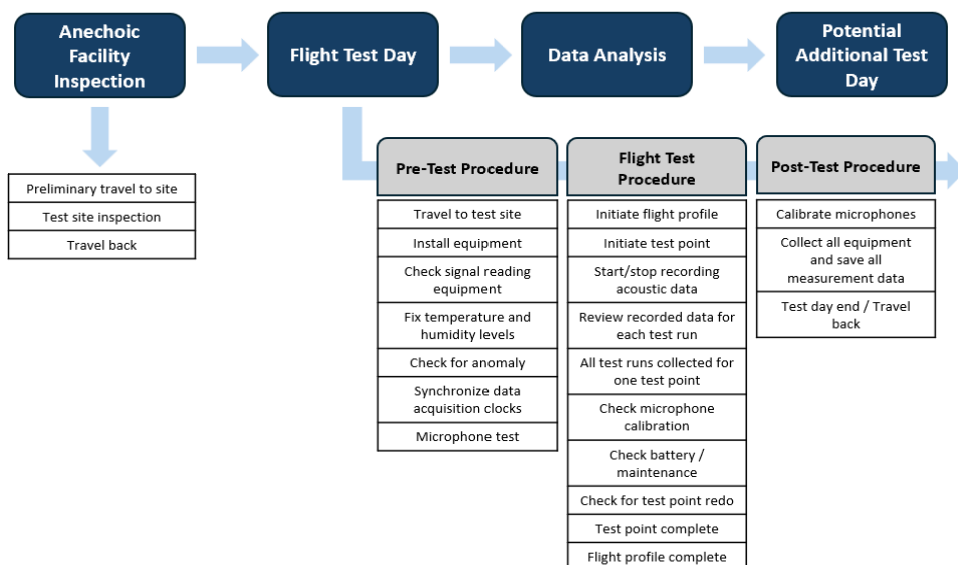 Anechoic
Facility
Inspection
Flight Test Day
Data Analysis
Potential
Additional Test
Day
Preliminary travel to site
Test site inspection
Travel back
Pre-Test Procedure
Travel to test site
Install equipment
Check signal reading
equipment
Fix temperature and
humidity levels
Check for anomaly
Synchronize data
acquisition clocks
Microphone test
Flight Test
Procedure
Initiate flight profile
Initiate test point
Start/stop recording
acoustic data
Review recorded data for
each test run
All test runs collected for
one test point
Check microphone
calibration
Check battery /
maintenance
Check for test point redo
Test point complete
Flight profile complete
Post-Test Procedure
Calibrate microphones
Collect all equipment
and save all
measurement data
Test day end / Travel
back